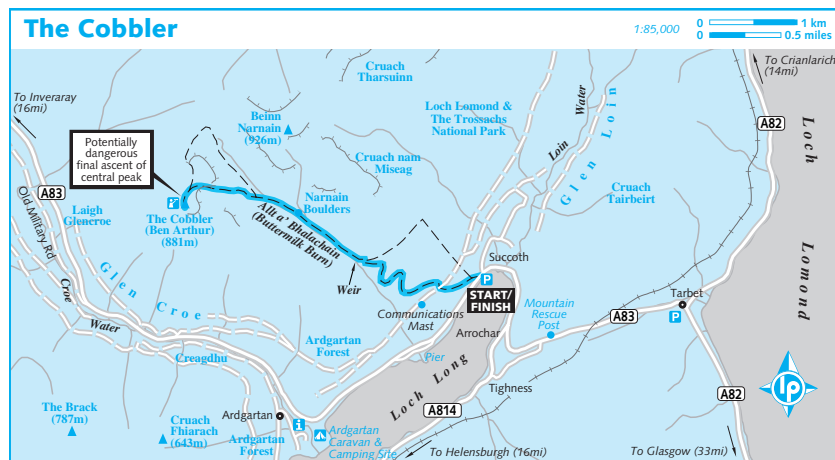 The Cobbler
1:85,000
0 1 km
0 0.5 miles
To Crianlarich
(14mi)
To Inveraray
(16mi)
Cruach
Tharsuinn
Beinn
Narnain
(926m)
Loch Lomond &
The Trossachs
National Park
Water
Loin
Glen Loin
A82
Loch
Lomond
Potentially
dangerous
final ascent of
central peak
Cruach nam
Miseag
Cruach
Tairbeirt
A83
Old Military Rd
Laigh
Glencroe
The Cobbler
(Ben Arthur)
(881m)
Narnain
Boulders
Allt a' Bhalachain
(Buttermilk Burn)
Succoth
P
START/
FINISH
Weir
Glen Croe
Croe
Water
Communications
Mast
Mountain
Rescue
Post
Tarbet
P
A83
Arrochar
Ardgartan
Forest
Pier
Creagdhu
Loch Long
Tighness
A82
lp
The Brack
(787m)
Cruach
Fhiarach
(643m)
Ardgartan
i
Ardgartan
Forest
Ardgartan
Caravan &
Camping Site
A814
To Helensburgh (16mi)
To Glasgow (33mi)